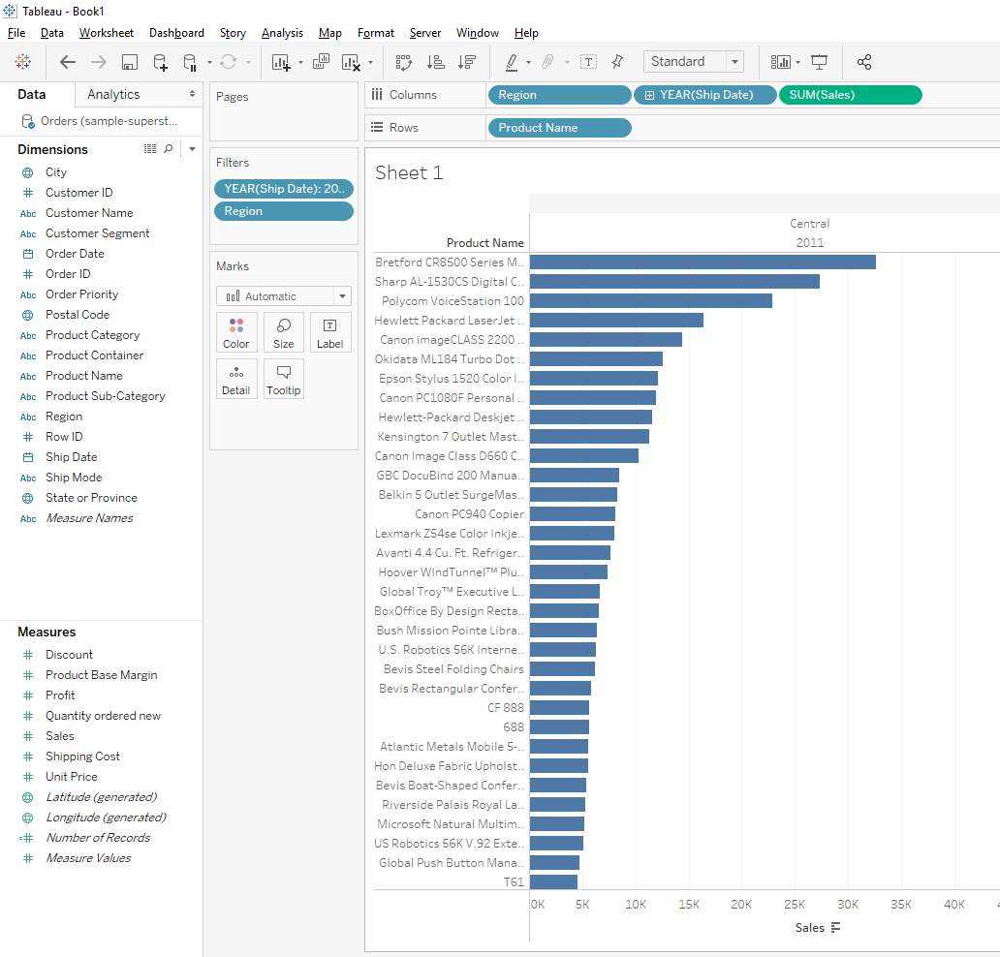 Tableau - Book1
File Data Worksheet Dashboard Story Analysis Map Format Server Window Help
Standard
Data Analytics
Orders (sample-superst...
Dimensions
City
Customer ID
Abc Customer Name
Abc Customer Segment
Order Date
Order ID
Abc Order Priority
Postal Code
Abc Product Category
Abc Product Container
Abc Product Name
Abc Product Sub-Category
Abc Region
Row ID
Ship Date
Abc Ship Mode
State or Province
Abc Measure Names
Measures
Discount
Product Base Margin
Profit
Quantity ordered new
Sales
Shipping Cost
Unit Price
Latitude (generated)
Longitude (generated)
Number of Records
Measure Values
Pages
Filters
YEAR(Ship Date): 20..
Region
Marks
Automatic
Color Size Label
Detail Tooltip
Columns Region YEAR(Ship Date) SUM(Sales)
Rows Product Name
Sheet 1
Central
Product Name 2011
Bretford CR8500 Series M..
Sharp AL-1530CS Digital C..
Polycom VoiceStation 100
Hewlett Packard LaserJet ..
Canon imageCLASS 2200 ..
Okidata ML184 Turbo Dot ..
Epson Stylus 1520 Color I..
Canon PC1080F Personal ..
Hewlett-Packard Deskjet ..
Kensington 7 Outlet Mast..
Canon Image Class D660 C..
GBC DocuBind 200 Manua..
Belkin 5 Outlet SurgeMas..
Canon PC940 Copier
Lexmark Z54se Color Inkje..
Avanti 4.4 Cu. Ft. Refriger..
Hoover WindTunnel™ Plu..
Global Troy™ Executive L..
BoxOffice By Design Recta..
Bush Mission Pointe Libra..
U.S. Robotics 56K Interne..
Bevis Steel Folding Chairs
Bevis Rectangular Confer..
CF 888
688
Atlantic Metals Mobile 5-..
Hon Deluxe Fabric Upholst..
Bevis Boat-Shaped Confer..
Riverside Palais Royal La..
Microsoft Natural Multim..
US Robotics 56K V.92 Exte..
Global Push Button Mana..
T61
0K 5K 10K 15K 20K 25K 30K 35K 40K
Sales